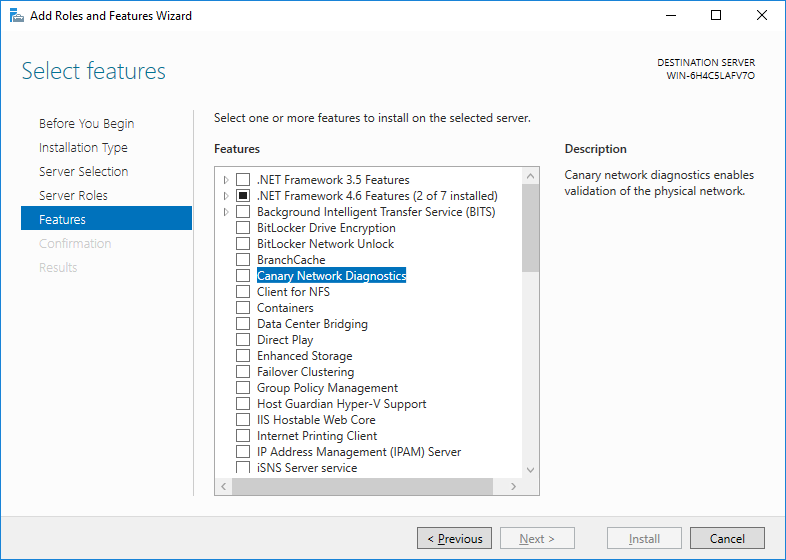 Add Roles and Features Wizard
Select features
DESTINATION SERVER
WIN-6H4C5LAFV7O
Before You Begin
Installation Type
Server Selection
Server Roles
Features
Confirmation
Results
Select one or more features to install on the selected server.
Features
.NET Framework 3.5 Features
.NET Framework 4.6 Features (2 of 7 installed)
Background Intelligent Transfer Service (BITS)
BitLocker Drive Encryption
BitLocker Network Unlock
BranchCache
Canary Network Diagnostics
Client for NFS
Containers
Data Center Bridging
Direct Play
Enhanced Storage
Failover Clustering
Group Policy Management
Host Guardian Hyper-V Support
IIS Hostable Web Core
Internet Printing Client
IP Address Management (IPAM) Server
iSNS Server service
Description
Canary network diagnostics enables
validation of the physical network.
< Previous
Next >
Install
Cancel